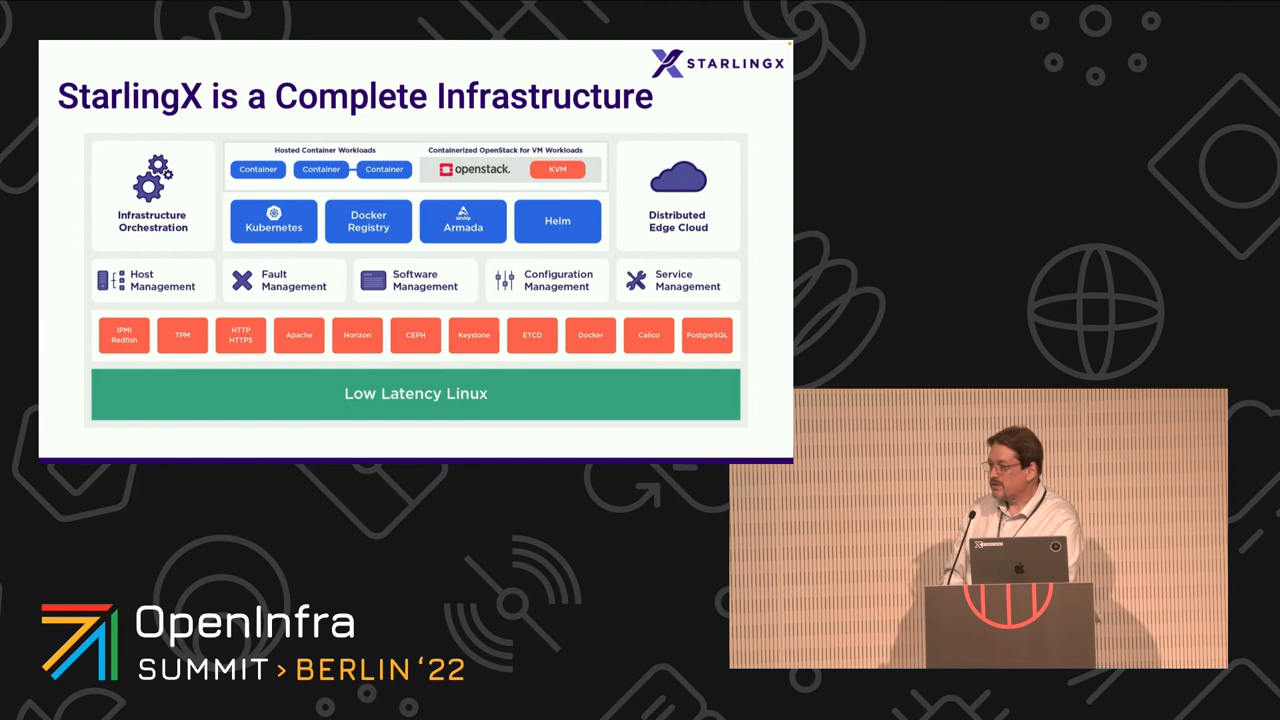 STARLINGX
StarlingX is a Complete Infrastructure
Hosted Container Workloads
Containerized OpenStack for VM Workloads
Container
Container
Container
openstack.
KVM
Infrastructure
Orchestration
Kubernetes
Docker
Registry
airship
Armada
Helm
Distributed
Edge Cloud
Host
Management
Fault
Management
Software
Management
Configuration
Management
Service
Management
IPMI
Redfish
TPM
HTTP
HTTPS
Apache
Horizon
CEPH
Keystone
ETCD
Docker
Calico
PostgreSQL
Low Latency Linux
STARLINGX
OpenInfra
SUMMIT > BERLIN '22